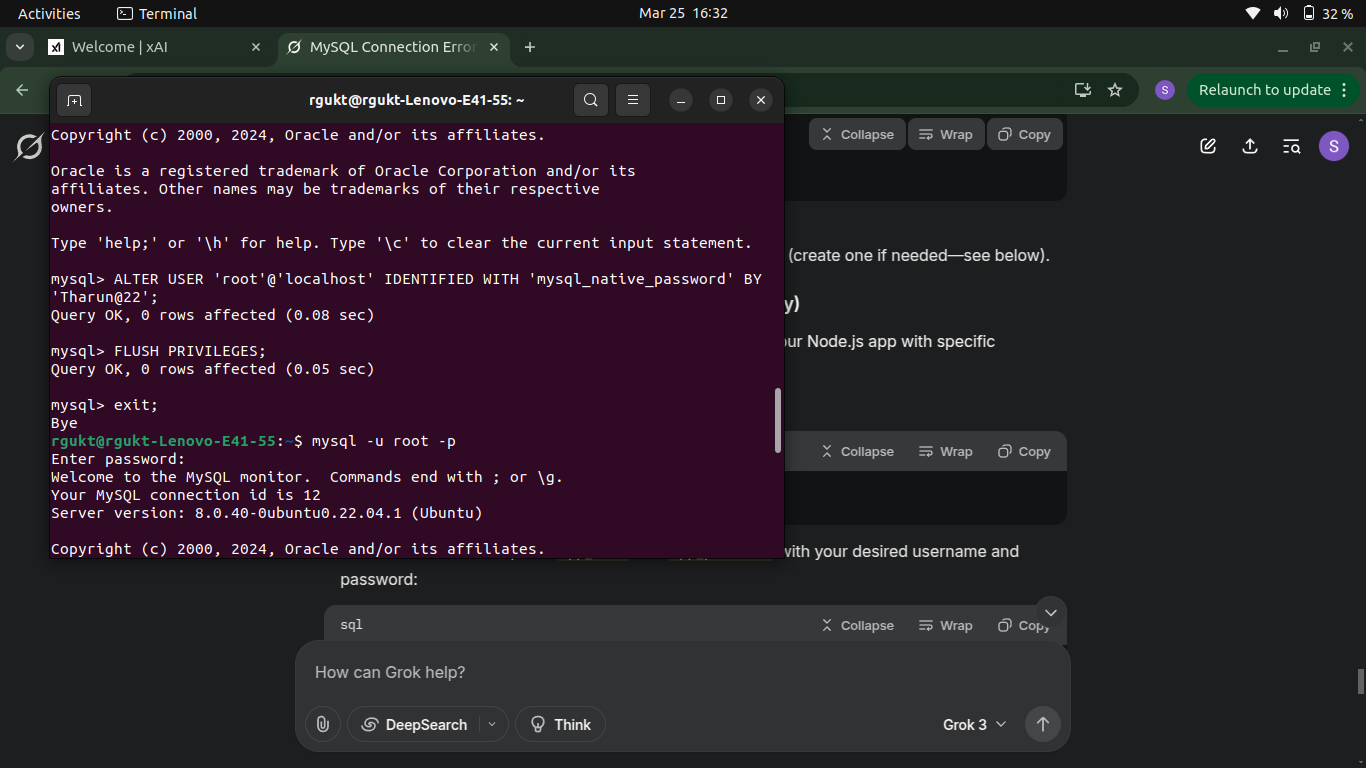 Activities
Terminal
Mar 25 16:32
32 %
xI Welcome | xAI
MySQL Connection Erro
Relaunch to update
rgukt@rgukt-Lenovo-E41-55: ~
S
Copyright (c) 2000, 2024, Oracle and/or its affiliates.
Oracle is a registered trademark of Oracle Corporation and/or its
affiliates. Other names may be trademarks of their respective
owners.
Type 'help;' or '\h' for help. Type '\c' to clear the current input statement.
mysql> ALTER USER 'root'@'localhost' IDENTIFIED WITH 'mysql_native_password' BY
'Tharun@22';
Query OK, 0 rows affected (0.08 sec)
mysql> FLUSH PRIVILEGES;
Query OK, 0 rows affected (0.05 sec)
mysql> exit;
Bye
rgukt@rgukt-Lenovo-E41-55:~$ mysql -u root -p
Enter password:
Welcome to the MySQL monitor.  Commands end with ; or \g.
Your MySQL connection id is 12
Server version: 8.0.40-0ubuntu0.22.04.1 (Ubuntu)
Copyright (c) 2000, 2024, Oracle and/or its affiliates.
Collapse Wrap Copy
S
(create one if needed—see below).
y)
ur Node.js app with specific
Collapse Wrap Copy
with your desired username and
password:
sql
Collapse Wrap Copy
How can Grok help?
DeepSearch
Think
Grok 3